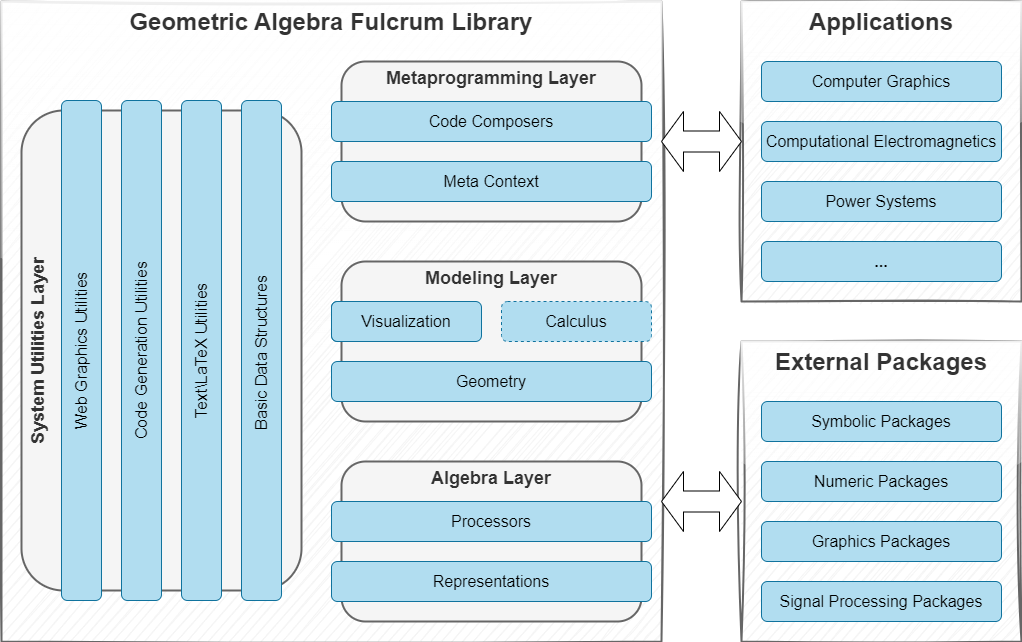 Geometric Algebra Fulcrum Library
System Utilities Layer
Web Graphics Utilities
Code Generation Utilities
Text\LaTeX Utilities
Basic Data Structures
Metaprogramming Layer
Code Composers
Meta Context
Modeling Layer
Visualization
Calculus
Geometry
Algebra Layer
Processors
Representations
Applications
Computer Graphics
Computational Electromagnetics
Power Systems
...
External Packages
Symbolic Packages
Numeric Packages
Graphics Packages
Signal Processing Packages